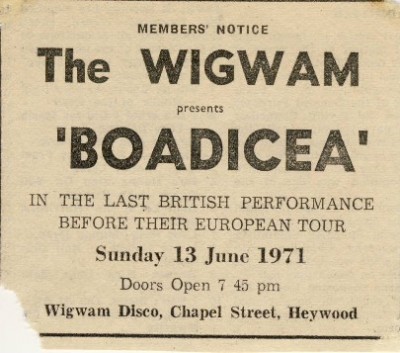 MEMBERS' NOTICE
The WIGWAM
presents
'BOADICEA'
IN THE LAST BRITISH PERFORMANCE
BEFORE THEIR EUROPEAN TOUR
Sunday 13 June 1971
Doors Open 7 45 pm
Wigwam Disco, Chapel Street, Heywood